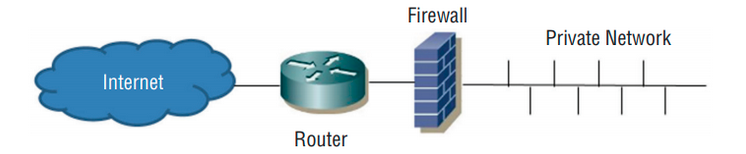 Firewall
Private Network
Internet
Router